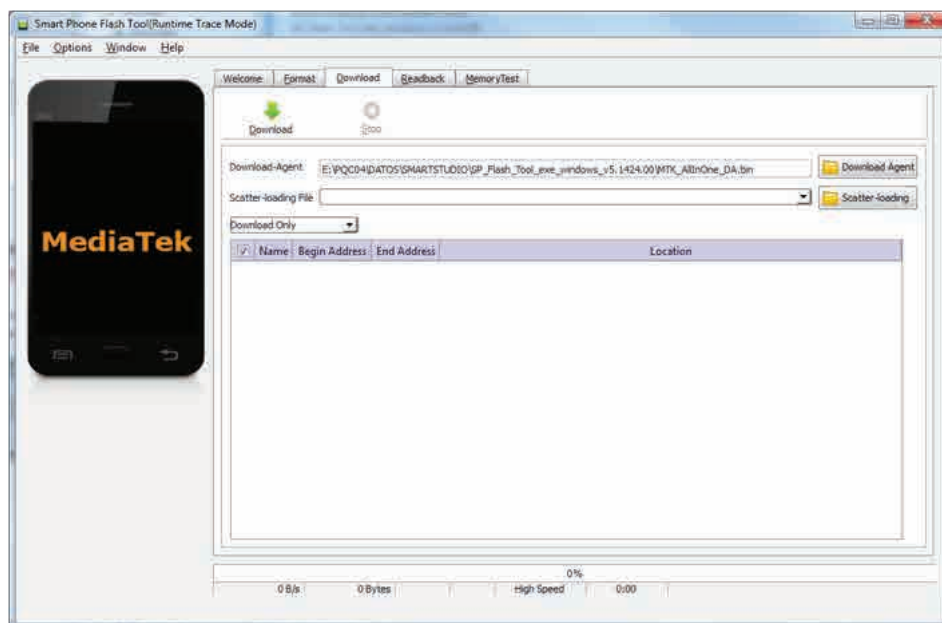 Smart Phone Flash Tool(Runtime Trace Mode)
File Options Window Help
Welcome Format Download Readback MemoryTest
Download Stop
Download-Agent E:\PQC04\DATOS\SMARTSTUDIO\SP_Flash_Tool_exe_windows_v5.1424.00\MTK_AllInOne_DA.bin Download Agent
Scatter-loading File Scatter-loading
Download Only
Name Begin Address End Address Location
MediaTek
0%
0 B/s 0 Bytes High Speed 0:00